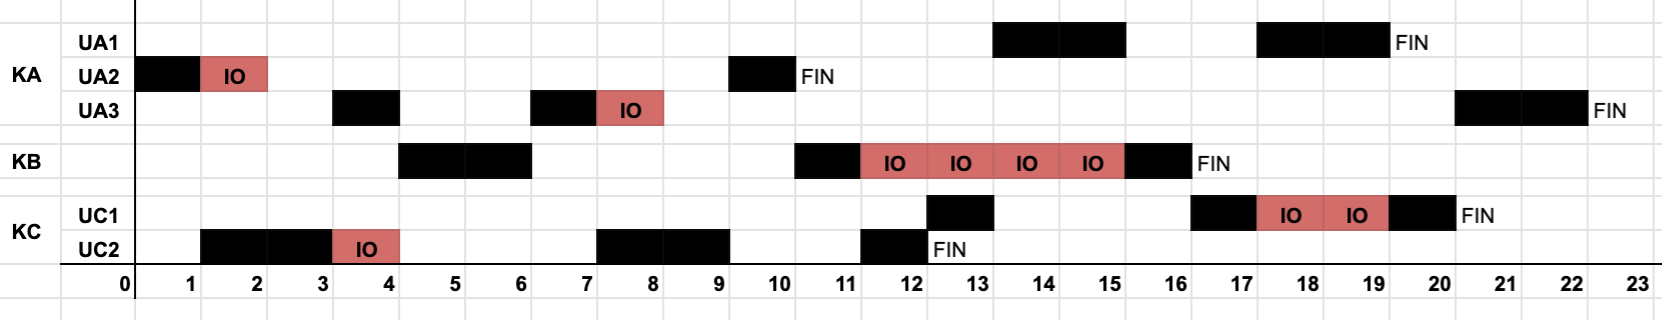 UA1 FIN
KA UA2 IO FIN
UA3 IO FIN
KB IO IO IO IO FIN
UC1 IO IO FIN
KC
UC2 IO FIN
0 1 2 3 4 5 6 7 8 9 10 11 12 13 14 15 16 17 18 19 20 21 22 23